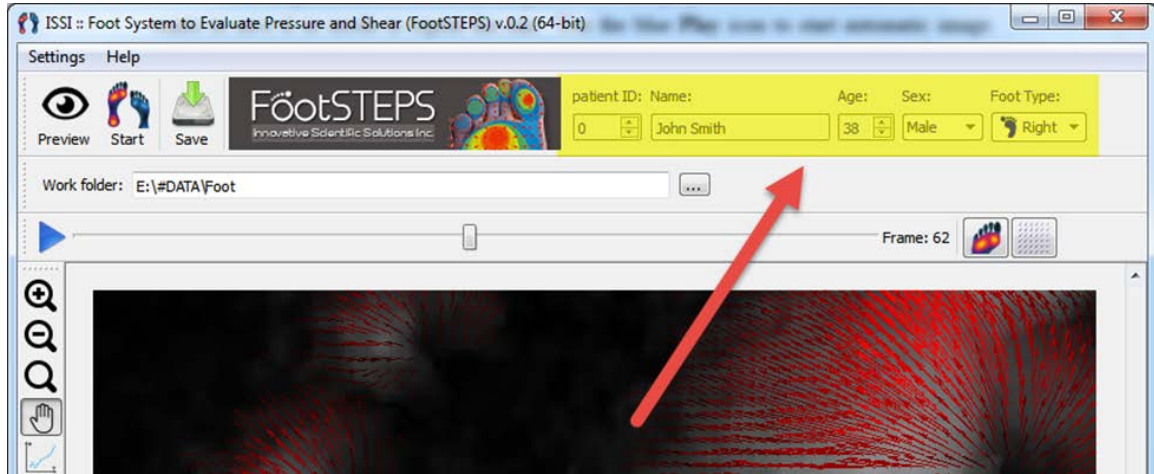 ISSI :: Foot System to Evaluate Pressure and Shear (FootSTEPS) v.0.2 (64-bit)
Settings Help
Preview Start Save
FootSTEPS
Innovative Scientific Solutions Inc.
patient ID: Name: Age: Sex: Foot Type:
0 John Smith 38 Male Right
Work folder: E:\#DATA\Foot ...
Frame: 62